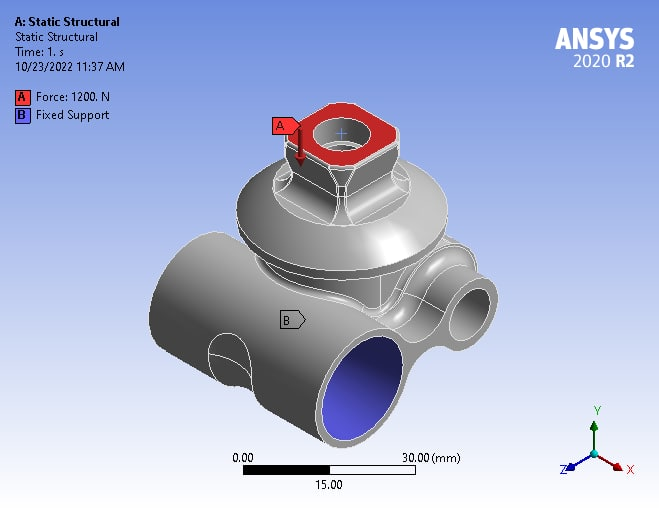 A: Static Structural
Static Structural
Time: 1. s
10/23/2022 11:37 AM
A Force: 1200. N
B Fixed Support
ANSYS
2020 R2
A
B
0.00 30.00 (mm)
15.00
Y
Z X